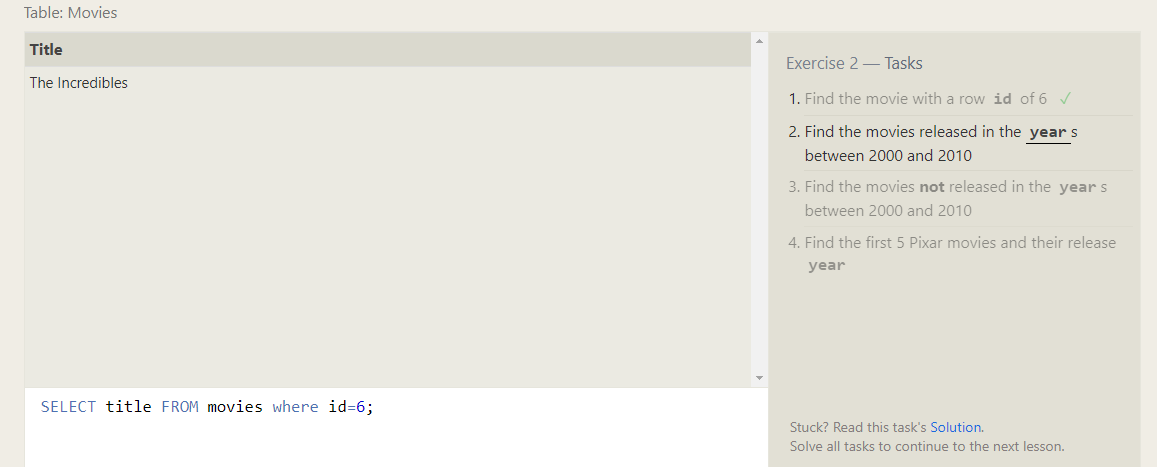 Table: Movies
Title
The Incredibles
SELECT title FROM movies where id=6;
Exercise 2 — Tasks
1. Find the movie with a row id of 6 ✓
2. Find the movies released in the year s
between 2000 and 2010
3. Find the movies not released in the year s
between 2000 and 2010
4. Find the first 5 Pixar movies and their release
year
Stuck? Read this task's Solution.
Solve all tasks to continue to the next lesson.